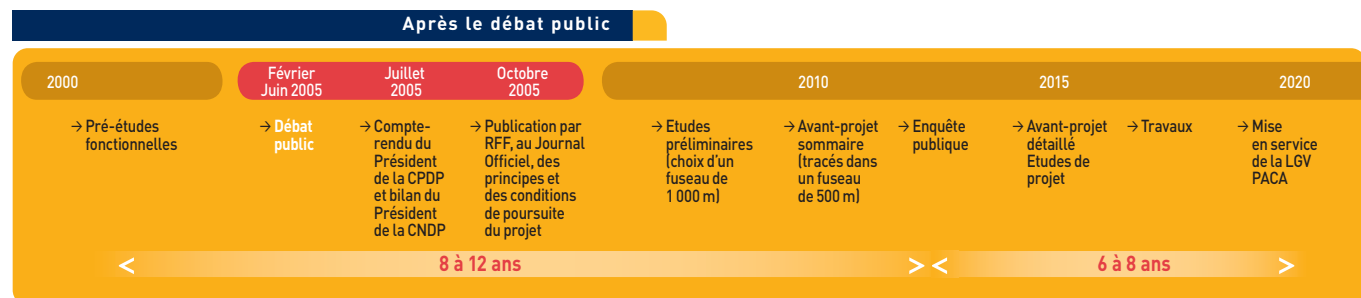 Après le débat public
2000
Février
Juin 2005
Juillet
2005
Octobre
2005
2010
2015
2020
→ Pré-études
fonctionnelles
→ Débat
public
→ Compte-
rendu du
Président
de la CPDP
et bilan du
Président
de la CNDP
→ Publication par
RFF, au Journal
Officiel, des
principes et
des conditions
de poursuite
du projet
→ Etudes
préliminaires
(choix d'un
fuseau de
1 000 m)
→ Avant-projet
sommaire
(tracés dans
un fuseau
de 500 m)
→ Enquête
publique
→ Avant-projet
détaillé
Etudes de
projet
→ Travaux
→ Mise
en service
de la LGV
PACA
< 8 à 12 ans >
< 6 à 8 ans >